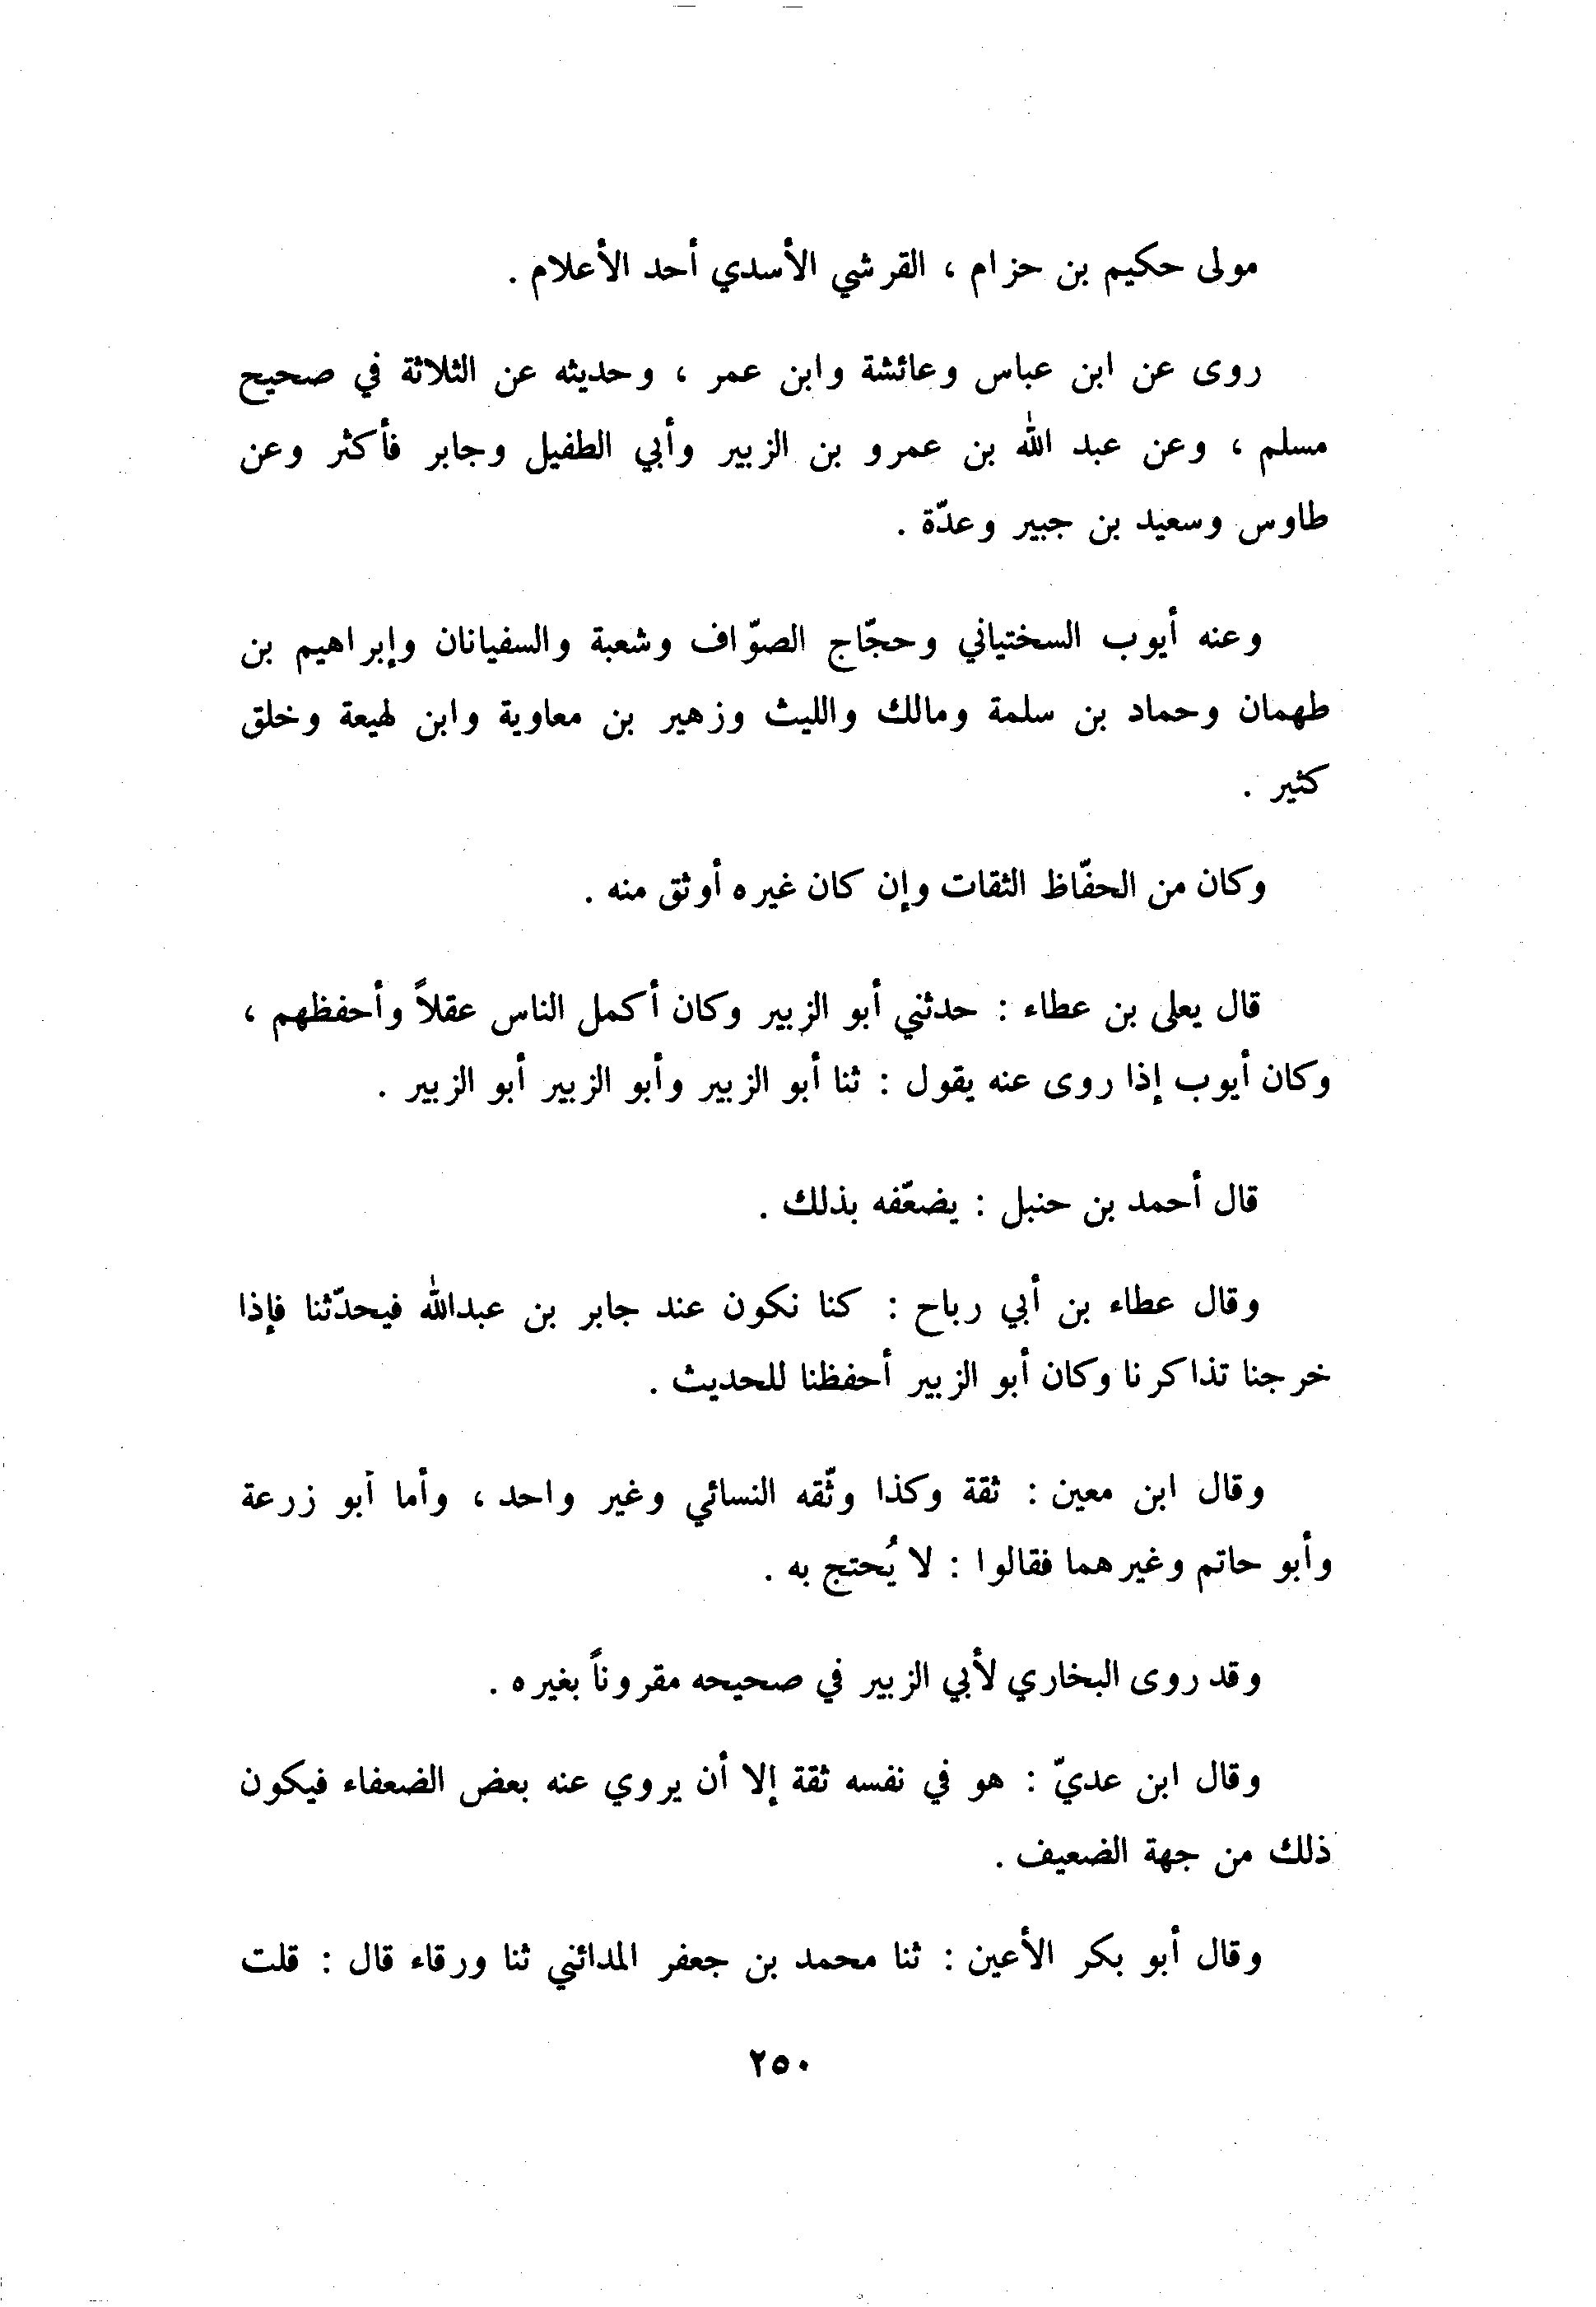 مولى حكيم بن حزام ، القرشي الأسدي أحد الأعلام .
روى عن ابن عباس وعائشة وابن عمر ، وحديثه عن الثلاثة في صحيح
مسلم ، وعن عبد الله بن عمرو بن الزبير وأبي الطفيل وجابر فأكثر وعن
طاوس وسعيد بن جبير وعدّة .
وعنه أيوب السختياني وحجّاج الصوّاف وشعبة والسفيانان وإبراهيم بن
طهمان وحماد بن سلمة ومالك والليث وزهير بن معاوية وابن لهيعة وخلق
كثير .
وكان من الحفّاظ الثقات وإن كان غيره أوثق منه .
قال يعلى بن عطاء : حدثني أبو الزبير وكان أكمل الناس عقلاً وأحفظهم ،
وكان أيوب إذا روى عنه يقول : ثنا أبو الزبير وأبو الزبير أبو الزبير .
قال أحمد بن حنبل : يضعّفه بذلك .
وقال عطاء بن أبي رباح : كنا نكون عند جابر بن عبدالله فيحدّثنا فإذا
خرجنا تذاكرنا وكان أبو الزبير أحفظنا للحديث .
وقال ابن معين : ثقة وكذا وثّقه النسائي وغير واحد ، وأما أبو زرعة
وأبو حاتم وغيرهما فقالوا : لا يُحتج به .
وقد روى البخاري لأبي الزبير في صحيحه مقروناً بغيره .
وقال ابن عديّ : هو في نفسه ثقة إلا أن يروي عنه بعض الضعفاء فيكون
ذلك من جهة الضعيف .
وقال أبو بكر الأعين : ثنا محمد بن جعفر المدائني ثنا ورقاء قال : قلت
٢٥٠